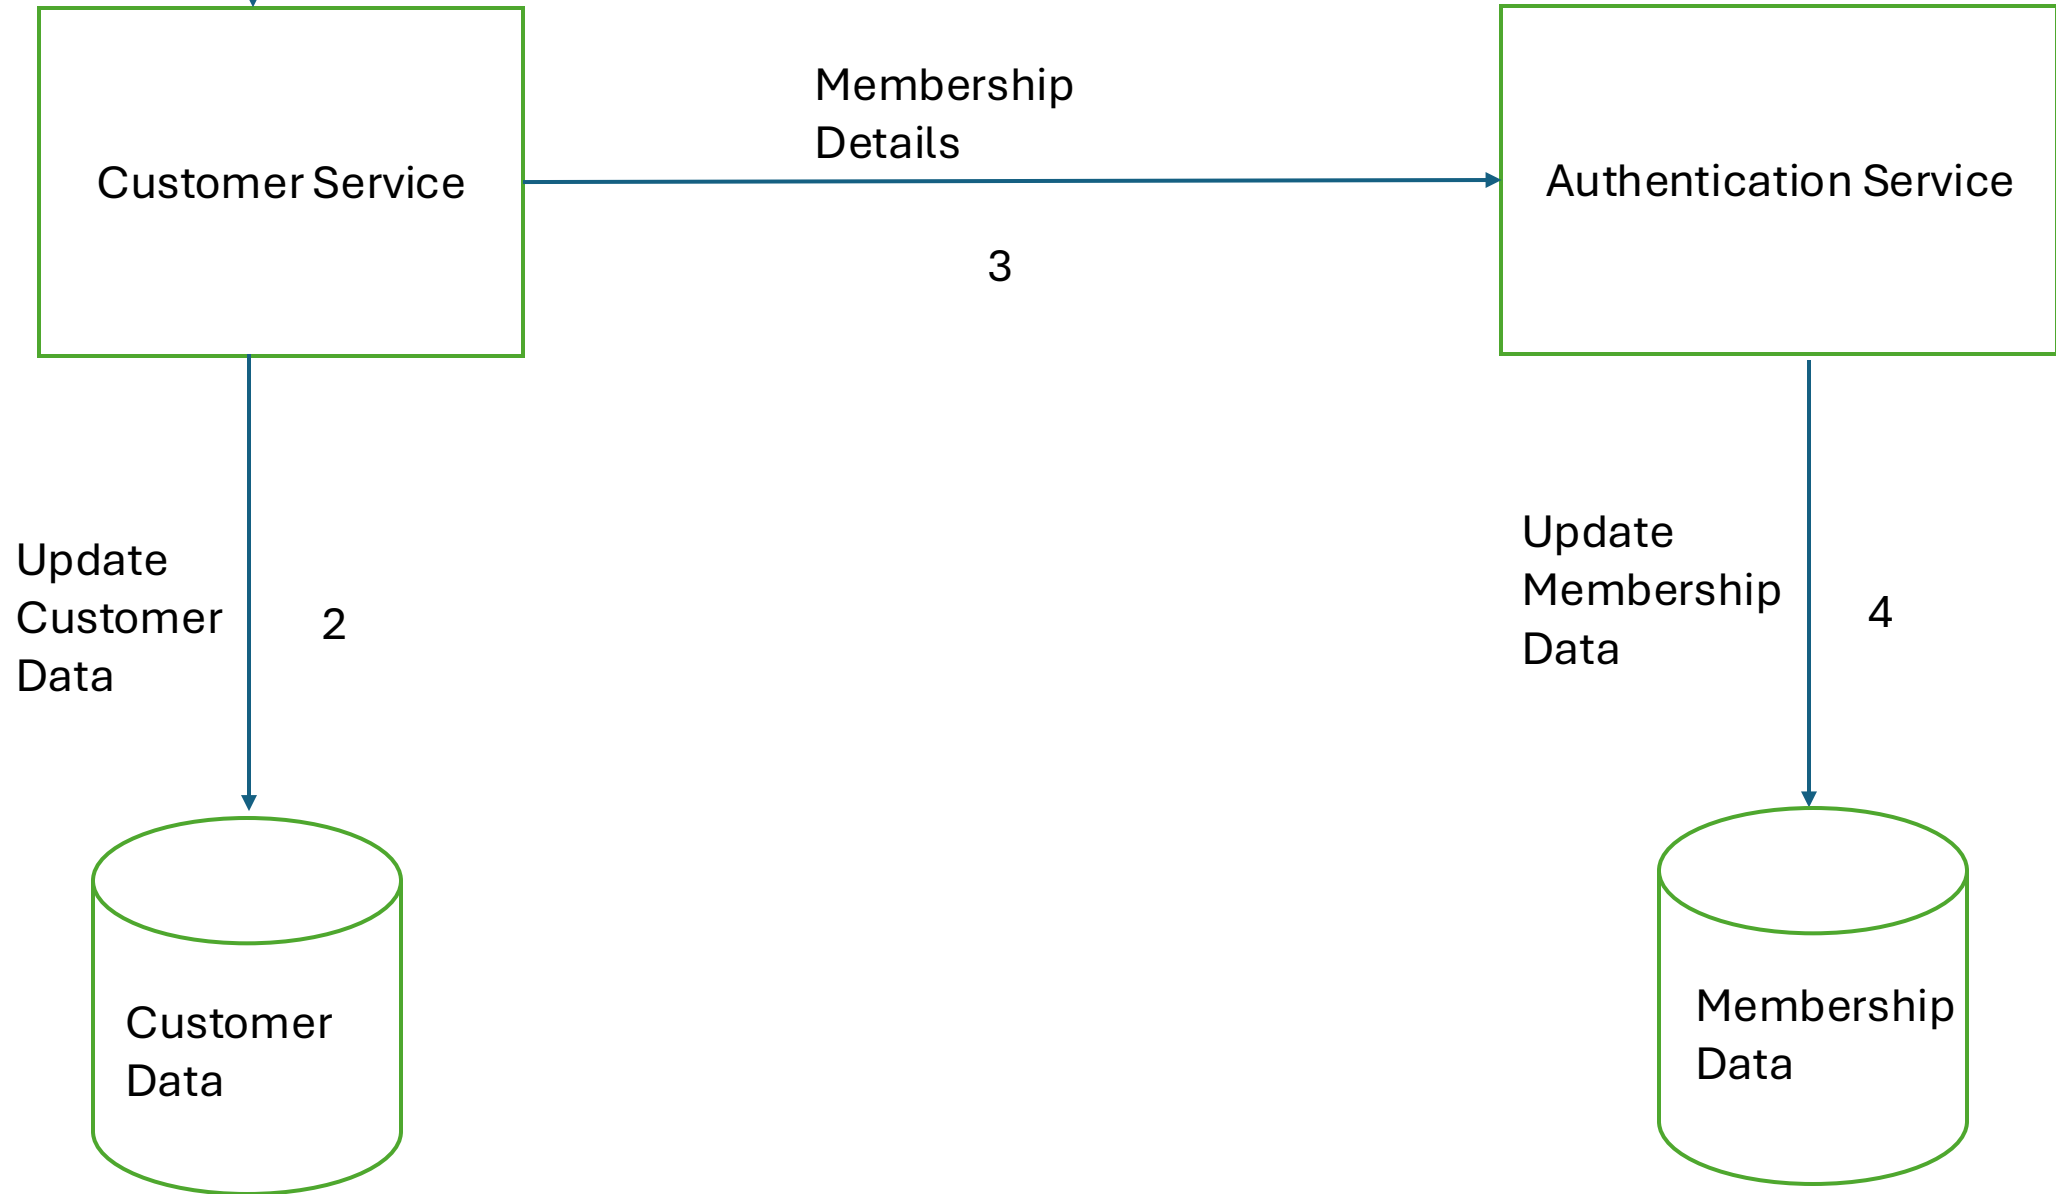 Membership
Details
Customer Service
Authentication Service
3
Update
Customer
Data
2
Update
Membership
Data
4
Customer
Data
Membership
Data